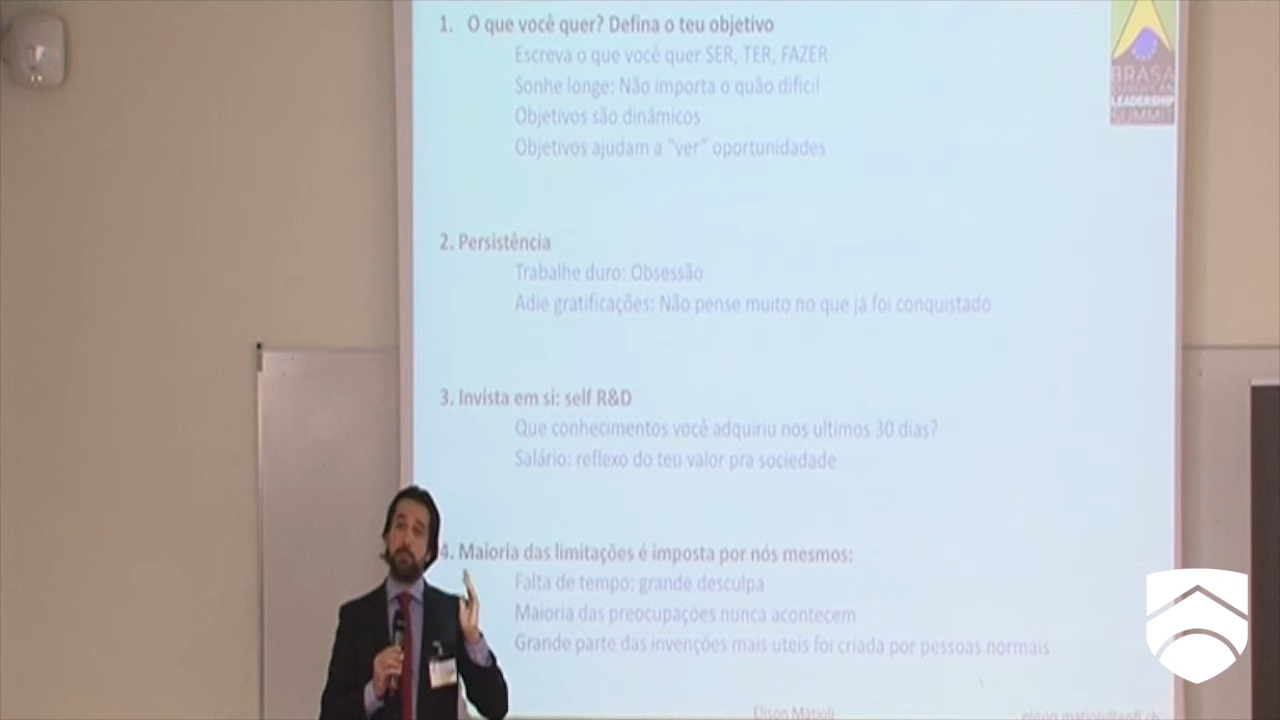 1. O que você quer? Defina o teu objetivo
Escreva o que você quer SER, TER, FAZER
Sonhe longe: Não importa o quão dificil
Objetivos são dinâmicos
Objetivos ajudam a "ver" oportunidades
BRASA
EUROPEAN
LEADERSHIP
SUMMIT
2. Persistência
Trabalhe duro: Obsessão
Adie gratificações: Não pense muito no que já foi conquistado
3. Invista em si: self R&D
Que conhecimentos você adquiriu nos ultimos 30 dias?
Salário: reflexo do teu valor pra sociedade
4. Maioria das limitações é imposta por nós mesmos:
Falta de tempo: grande desculpa
Maioria das preocupações nunca acontecem
Grande parte das invenções mais uteis foi criada por pessoas normais
Elison Matioli